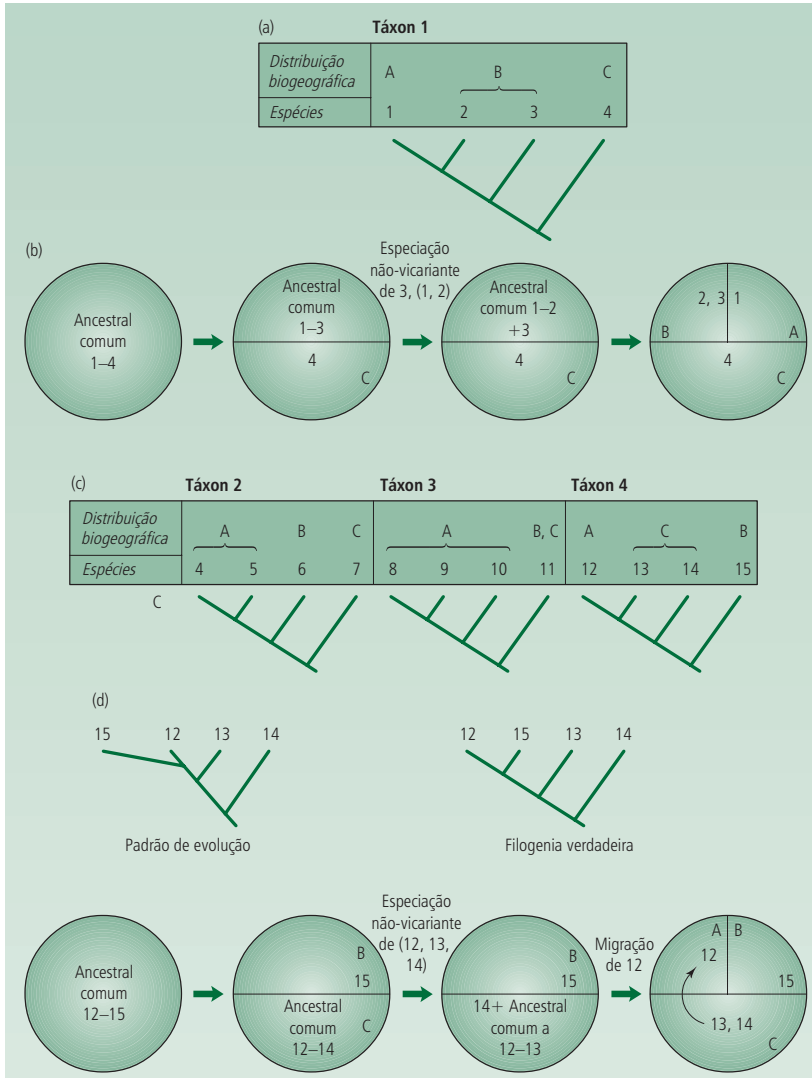 (a)
Táxon 1
Distribuição biogeográfica
A B C
Espécies
1 2 3 4
(b)
Ancestral
comum
1–4
Ancestral
comum
1–3
4
C
Especiação
não-vicariante
de 3, (1, 2)
Ancestral
comum 1–2
+3
4
C
2, 3 1
B A
4
C
(c)
Táxon 2 Táxon 3 Táxon 4
Distribuição
biogeográfica
A B C A B, C A C B
Espécies
4 5 6 7 8 9 10 11 12 13 14 15
C
(d)
15 12 13 14
Padrão de evolução
12 15 13 14
Filogenia verdadeira
Ancestral
comum
12–15
B
15
Ancestral
comum
12–14
C
Especiação
não-vicariante
de (12, 13,
14)
B
15
14+ Ancestral
comum a
12–13
Migração
de 12
A B
12
15
13, 14
C